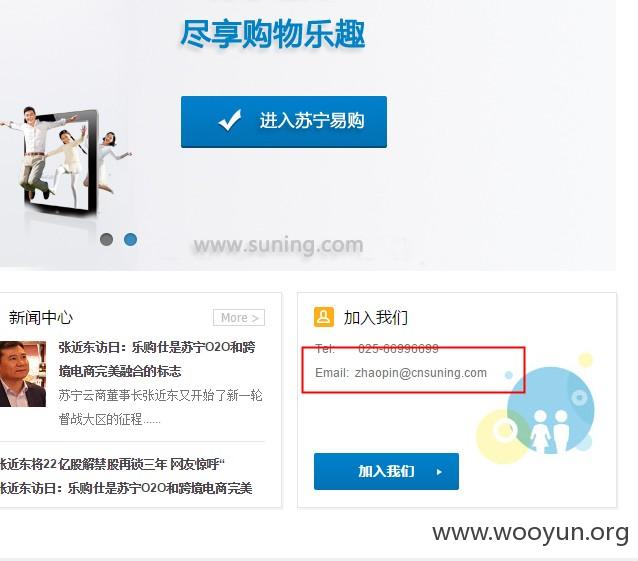 尽享购物乐趣
进入苏宁易购
www.suning.com
新闻中心
More >
张近东访日：乐购仕是苏宁O2O和跨
境电商完美融合的标志
苏宁云商董事长张近东又开始了新一轮
督战大区的征程......
张近东将22亿股解禁股再锁三年 网友惊呼“
张近东访日：乐购仕是苏宁O2O和跨境电商完美
加入我们
Tel: 025-66996699
Email: zhaopin@cnsuning.com
加入我们
www.wooyun.org